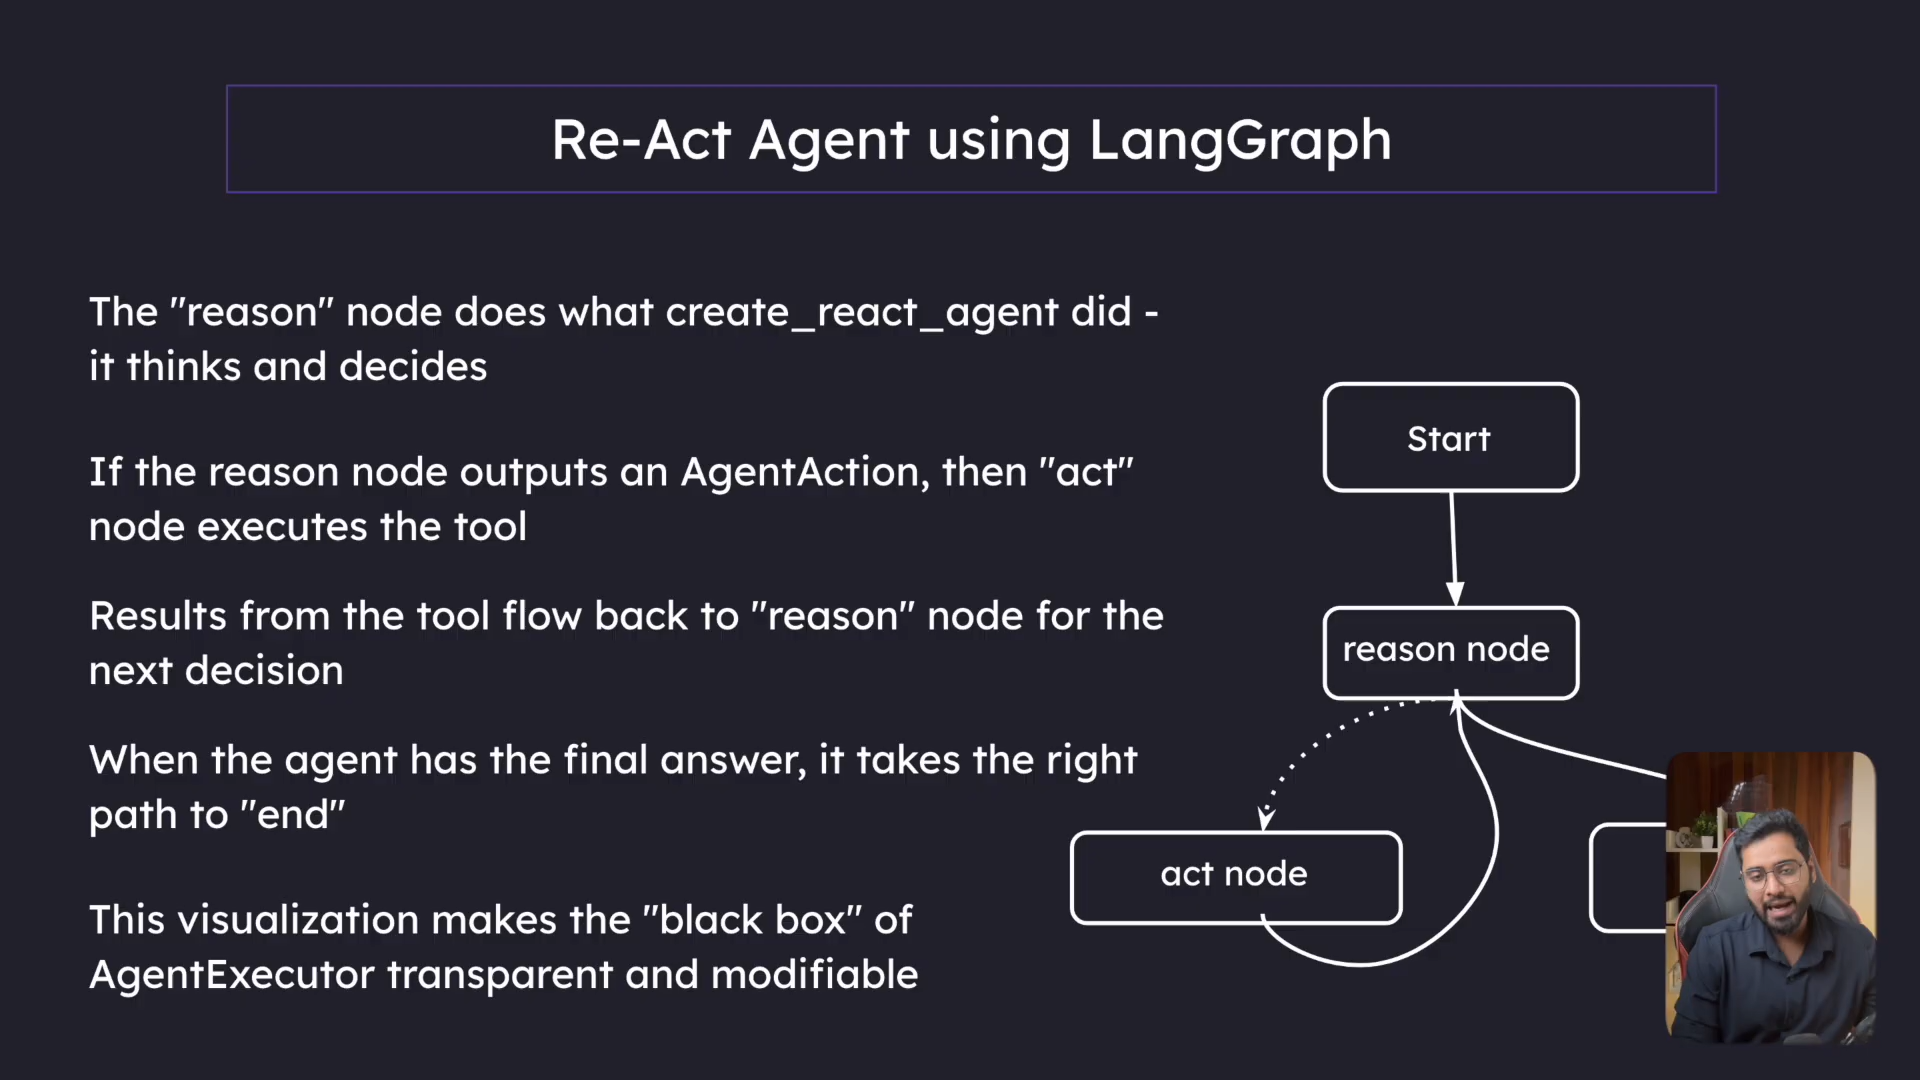 Re-Act Agent using LangGraph
The "reason" node does what create_react_agent did -
it thinks and decides
If the reason node outputs an AgentAction, then "act"
node executes the tool
Results from the tool flow back to "reason" node for the
next decision
When the agent has the final answer, it takes the right
path to "end"
This visualization makes the "black box" of
AgentExecutor transparent and modifiable
Start
reason node
act node